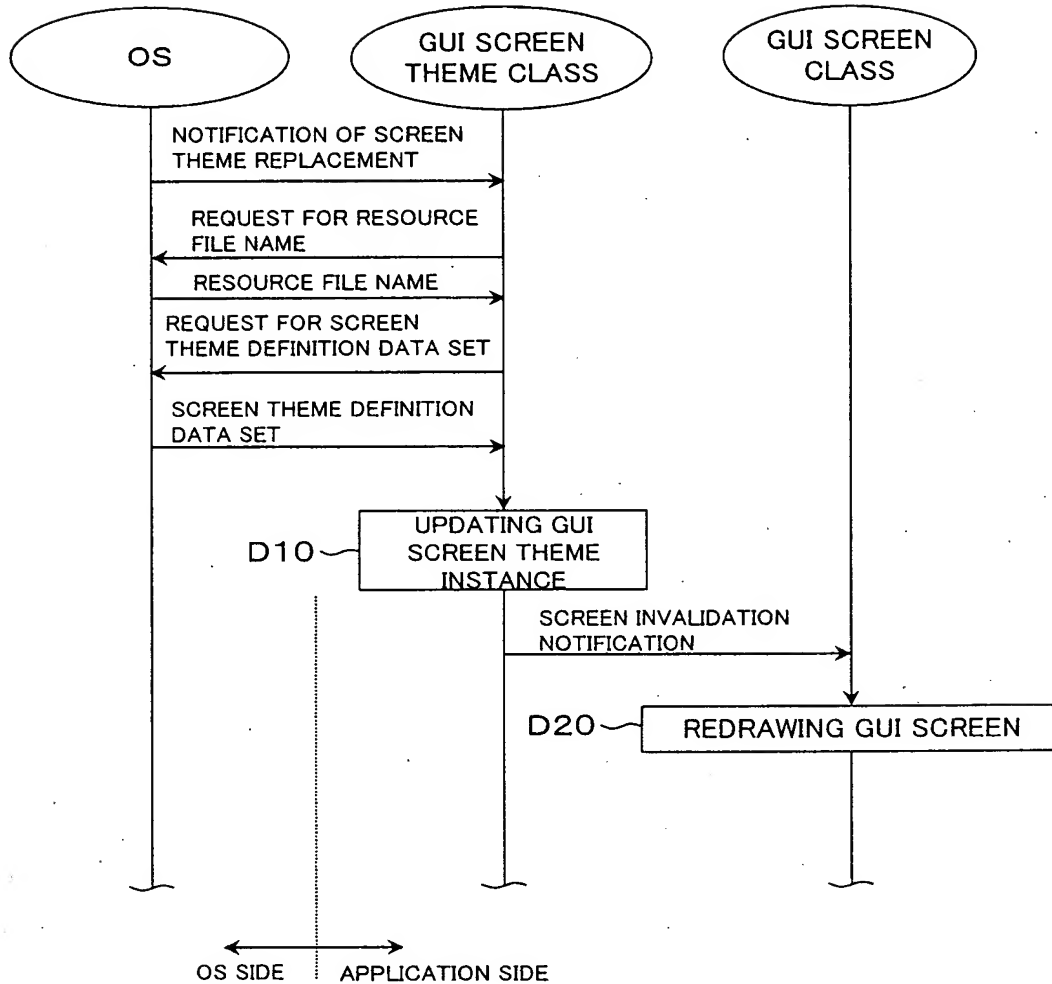 OS
GUI SCREEN
THEME CLASS
GUI SCREEN
CLASS
NOTIFICATION OF SCREEN
THEME REPLACEMENT
REQUEST FOR RESOURCE
FILE NAME
RESOURCE FILE NAME
REQUEST FOR SCREEN
THEME DEFINITION DATA SET
SCREEN THEME DEFINITION
DATA SET
D10
UPDATING GUI
SCREEN THEME
INSTANCE
SCREEN INVALIDATION
NOTIFICATION
D20
REDRAWING GUI SCREEN
OS SIDE
APPLICATION SIDE